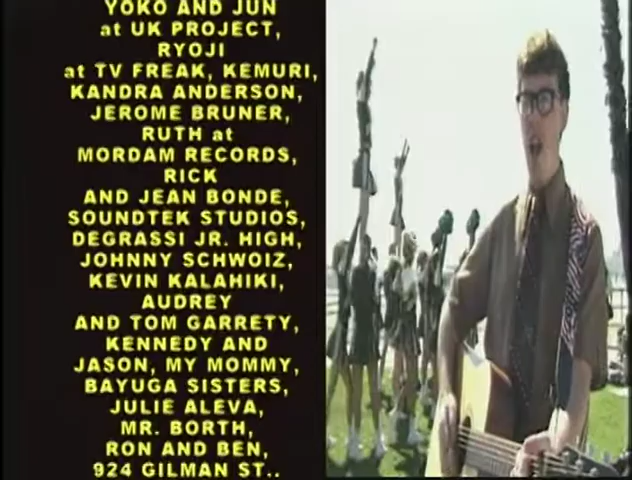 YOKO AND JUN
at UK PROJECT,
RYOJI
at TV FREAK, KEMURI,
KANDRA ANDERSON,
JEROME BRUNER,
RUTH at
MORDAM RECORDS,
RICK
AND JEAN BONDE,
SOUNDTEK STUDIOS,
DEGRASSI JR. HIGH,
JOHNNY SCHWOIZ,
KEVIN KALAHIKI,
AUDREY
AND TOM GARRETY,
KENNEDY AND
JASON, MY MOMMY,
BAYUGA SISTERS,
JULIE ALEVA,
MR. BORTH,
RON AND BEN,
924 GILMAN ST..